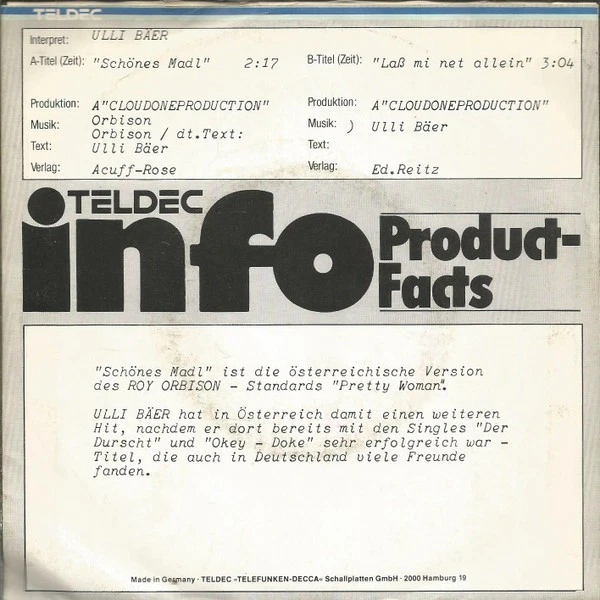 TELDEC
Interpret: ULLI BÄER
A-Titel (Zeit): "Schönes Madl" 2:17
B-Titel (Zeit): "Laß mi net allein" 3:04
Produktion: A"CLOUDONEPRODUCTION"
Musik: Orbison
Orbison / dt.Text:
Text: Ulli Bäer
Verlag: Acuff-Rose
Produktion: A"CLOUDONEPRODUCTION"
Musik: ) Ulli Bäer
Text:
Verlag: Ed.Reitz
TELDEC
info
Product-
Facts
"Schönes Madl" ist die österreichische Version
des ROY ORBISON - Standards "Pretty Woman".
ULLI BÄER hat in Österreich damit einen weiteren
Hit, nachdem er dort bereits mit den Singles "Der
Durscht" und "Okey - Doke" sehr erfolgreich war -
Titel, die auch in Deutschland viele Freunde
fanden.
Made in Germany · TELDEC »TELEFUNKEN-DECCA« Schallplatten GmbH · 2000 Hamburg 19